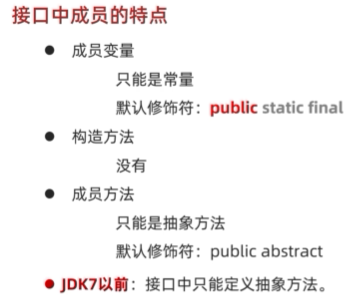 接口中成员的特点
● 成员变量
只能是常量
默认修饰符：public static final
● 构造方法
没有
● 成员方法
只能是抽象方法
默认修饰符：public abstract
● JDK7以前：接口中只能定义抽象方法。